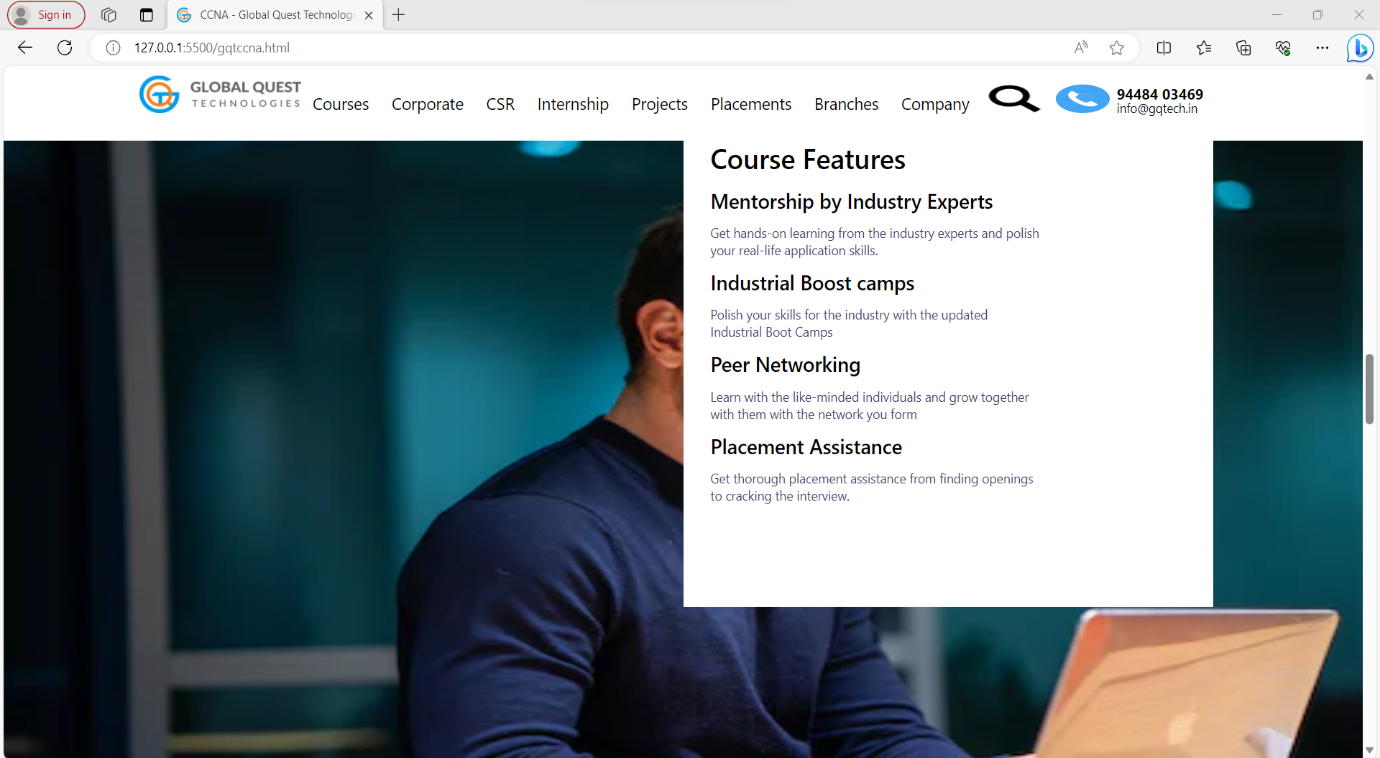 Sign in
CCNA - Global Quest Technologi
127.0.0.1:5500/gqtccna.html
GLOBAL QUEST
TECHNOLOGIES
Courses Corporate CSR Internship Projects Placements Branches Company
94484 03469
info@gqtech.in
Course Features
Mentorship by Industry Experts
Get hands-on learning from the industry experts and polish
your real-life application skills.
Industrial Boost camps
Polish your skills for the industry with the updated
Industrial Boot Camps
Peer Networking
Learn with the like-minded individuals and grow together
with them with the network you form
Placement Assistance
Get thorough placement assistance from finding openings
to cracking the interview.